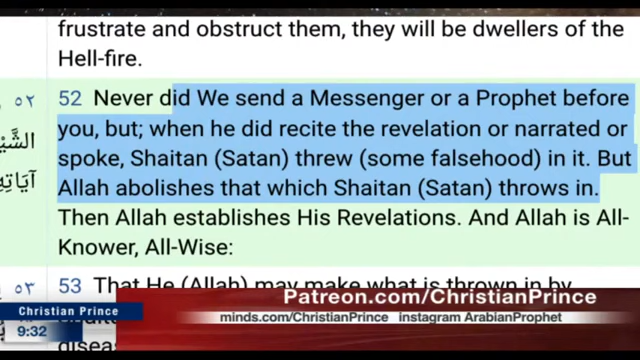 frustrate and obstruct them, they will be dwellers of the
Hell-fire.
52 Never did We send a Messenger or a Prophet before
you, but; when he did recite the revelation or narrated or
spoke, Shaitan (Satan) threw (some falsehood) in it. But
Allah abolishes that which Shaitan (Satan) throws in.
Then Allah establishes His Revelations. And Allah is All-
Knower, All-Wise:
٥٢
53 That He (Allah) may make what is thrown in by
٥٣
Patreon.com/ChristianPrince
Christian Prince
minds.com/ChristianPrince instagram ArabianProphet
9:32